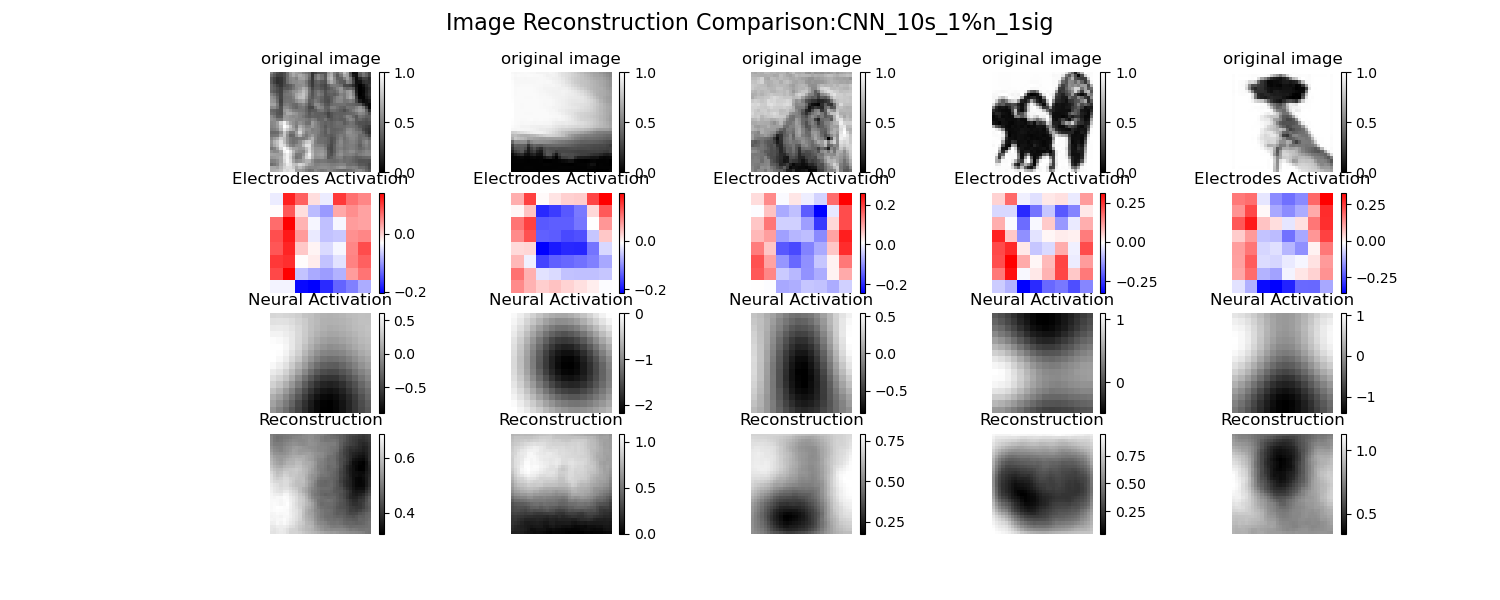 Image Reconstruction Comparison:CNN_10s_1%n_1sig
original image original image original image original image original image
1.0 1.0 1.0 1.0 1.0
0.5 0.5 0.5 0.5 0.5
0.0 0.0 0.0 0.0 0.0
Electrodes Activation Electrodes Activation Electrodes Activation Electrodes Activation Electrodes Activation
0.2 0.25 0.25
0.0 0.0 0.0 0.00 0.00
−0.2 −0.2 −0.2 −0.25 −0.25
Neural Activation Neural Activation Neural Activation Neural Activation Neural Activation
0.5 0 0.5 1 1
0.0 −1 0.0 0 0
−0.5 −2 −0.5 −1
Reconstruction Reconstruction Reconstruction Reconstruction Reconstruction
0.6 1.0 0.75 0.75 1.0
0.4 0.5 0.50 0.50 0.5
0.0 0.25 0.25